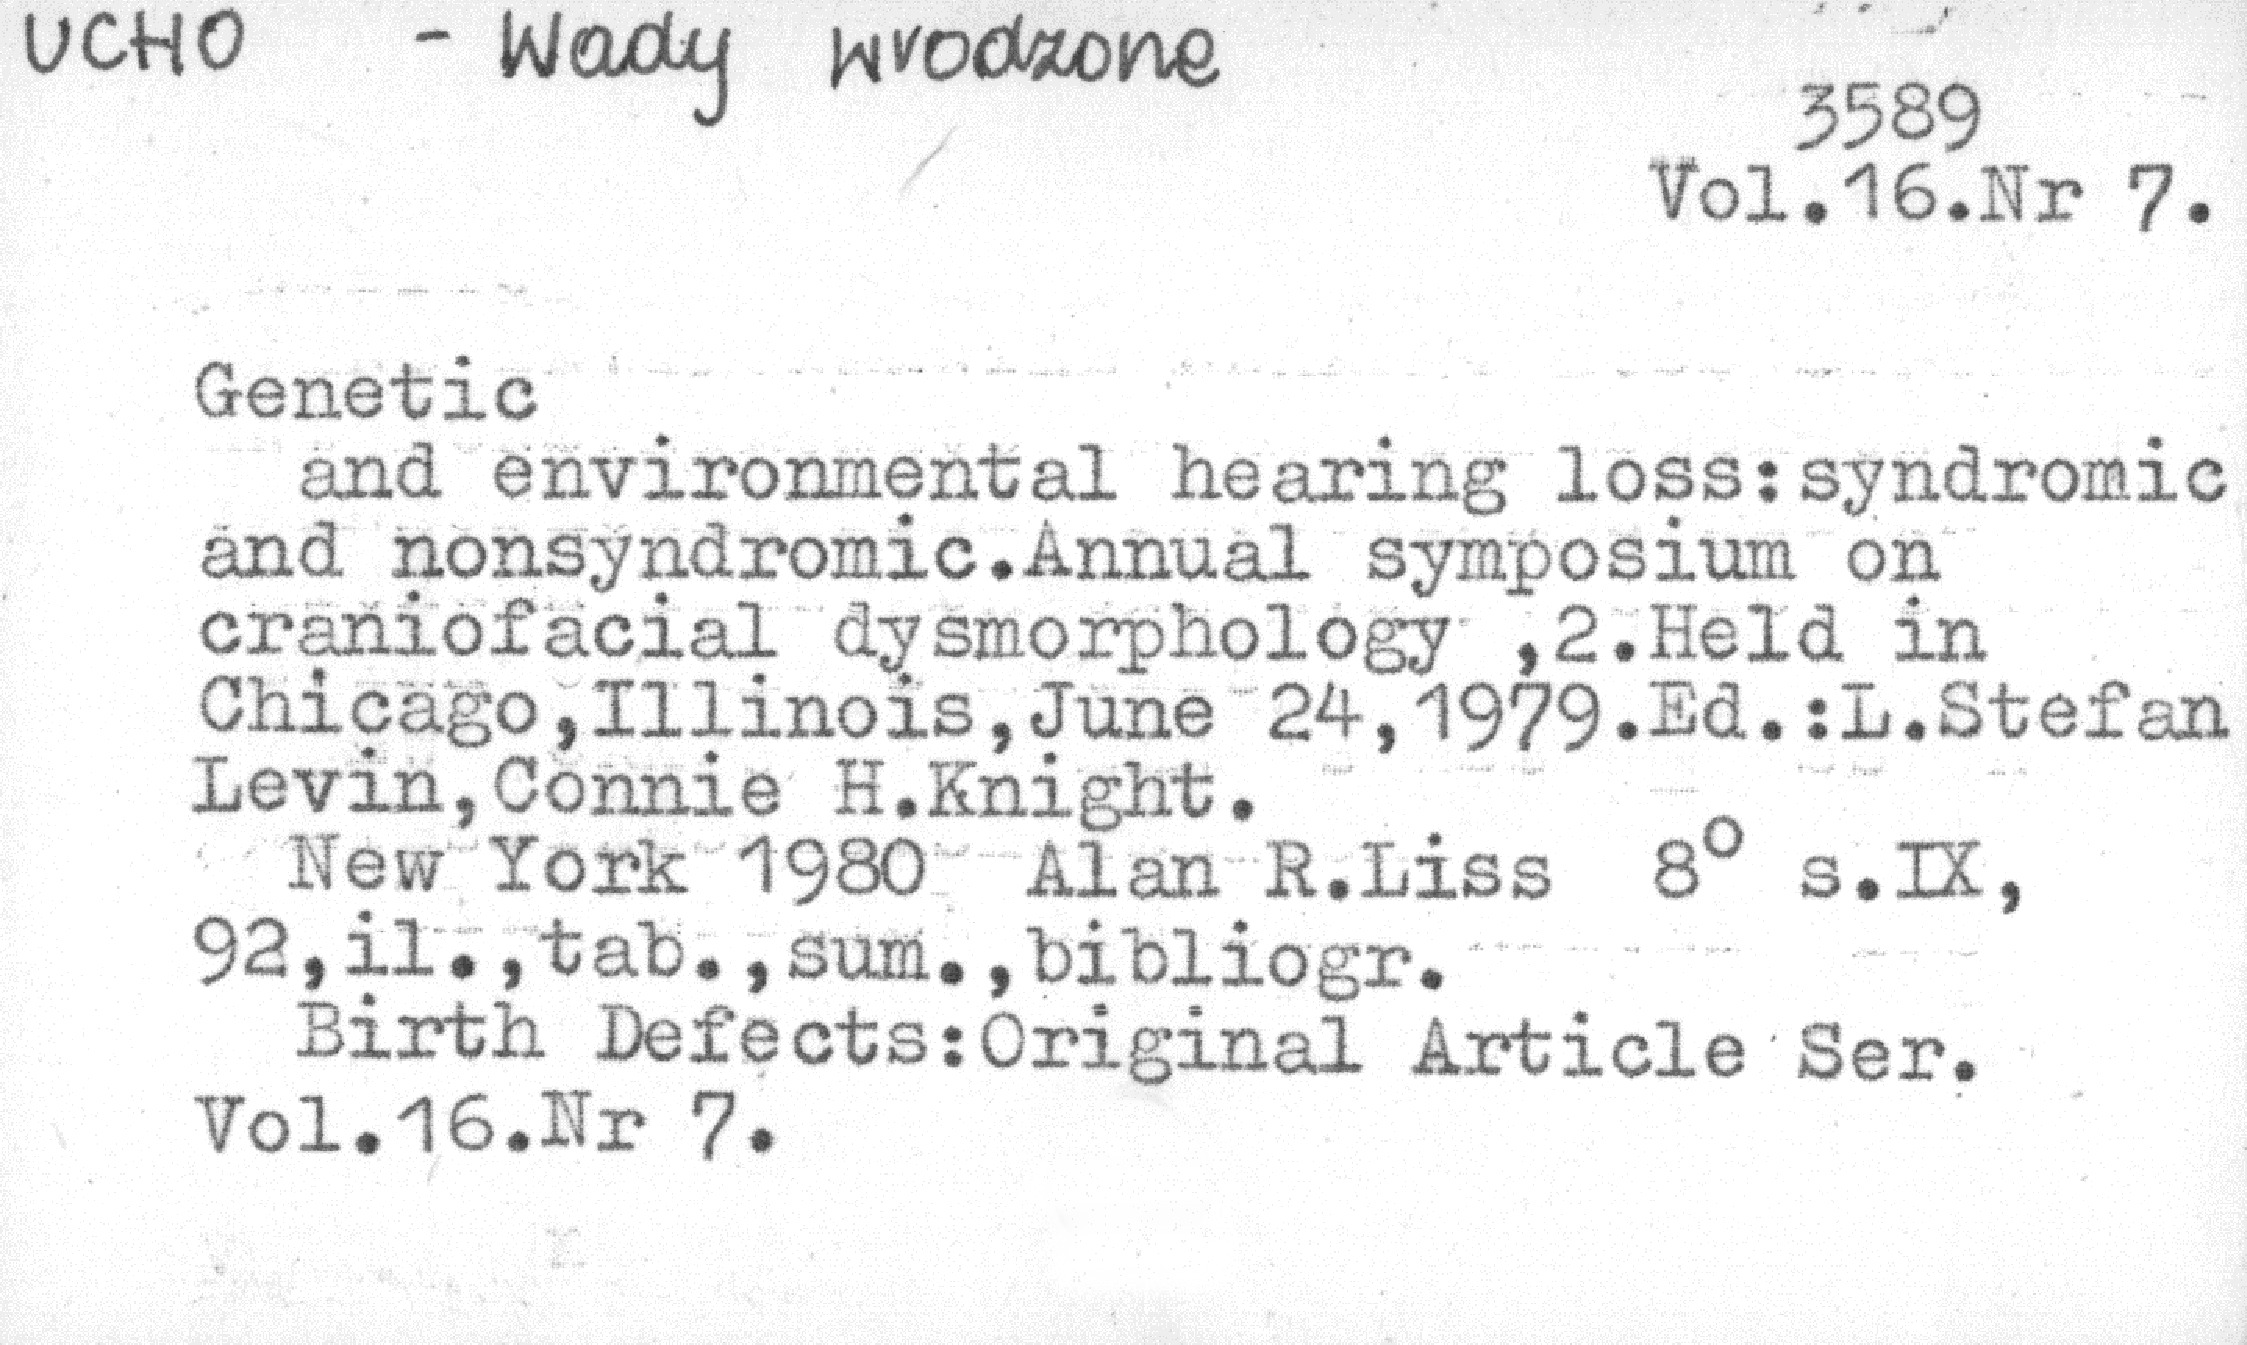 UCHO - Wady wrodzone
3589
Vol.16.Nr 7.
Genetic
and environmental hearing loss:syndromic
and nonsyndromic.Annual symposium on
craniofacial dysmorphology ,2.Held in
Chicago,Illinois,June 24,1979.Ed.:L.Stefan
Levin,Connie H.Knight.
New York 1980 Alan R.Liss 8° s.IX,
92,il.,tab.,sum.,bibliogr.
Birth Defects:Original Article Ser.
Vol.16.Nr 7.